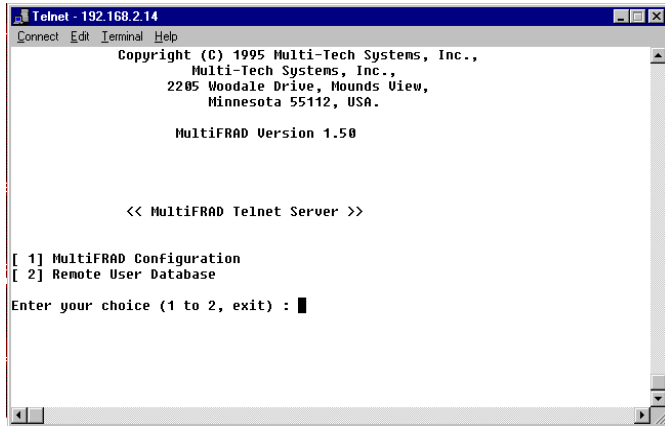 Telnet - 192.168.2.14
Connect Edit Terminal Help
Copyright (C) 1995 Multi-Tech Systems, Inc.,
Multi-Tech Systems, Inc.,
2205 Woodale Drive, Mounds View,
Minnesota 55112, USA.
MultiFRAD Version 1.50
<< MultiFRAD Telnet Server >>
[ 1] MultiFRAD Configuration
[ 2] Remote User Database
Enter your choice (1 to 2, exit) :